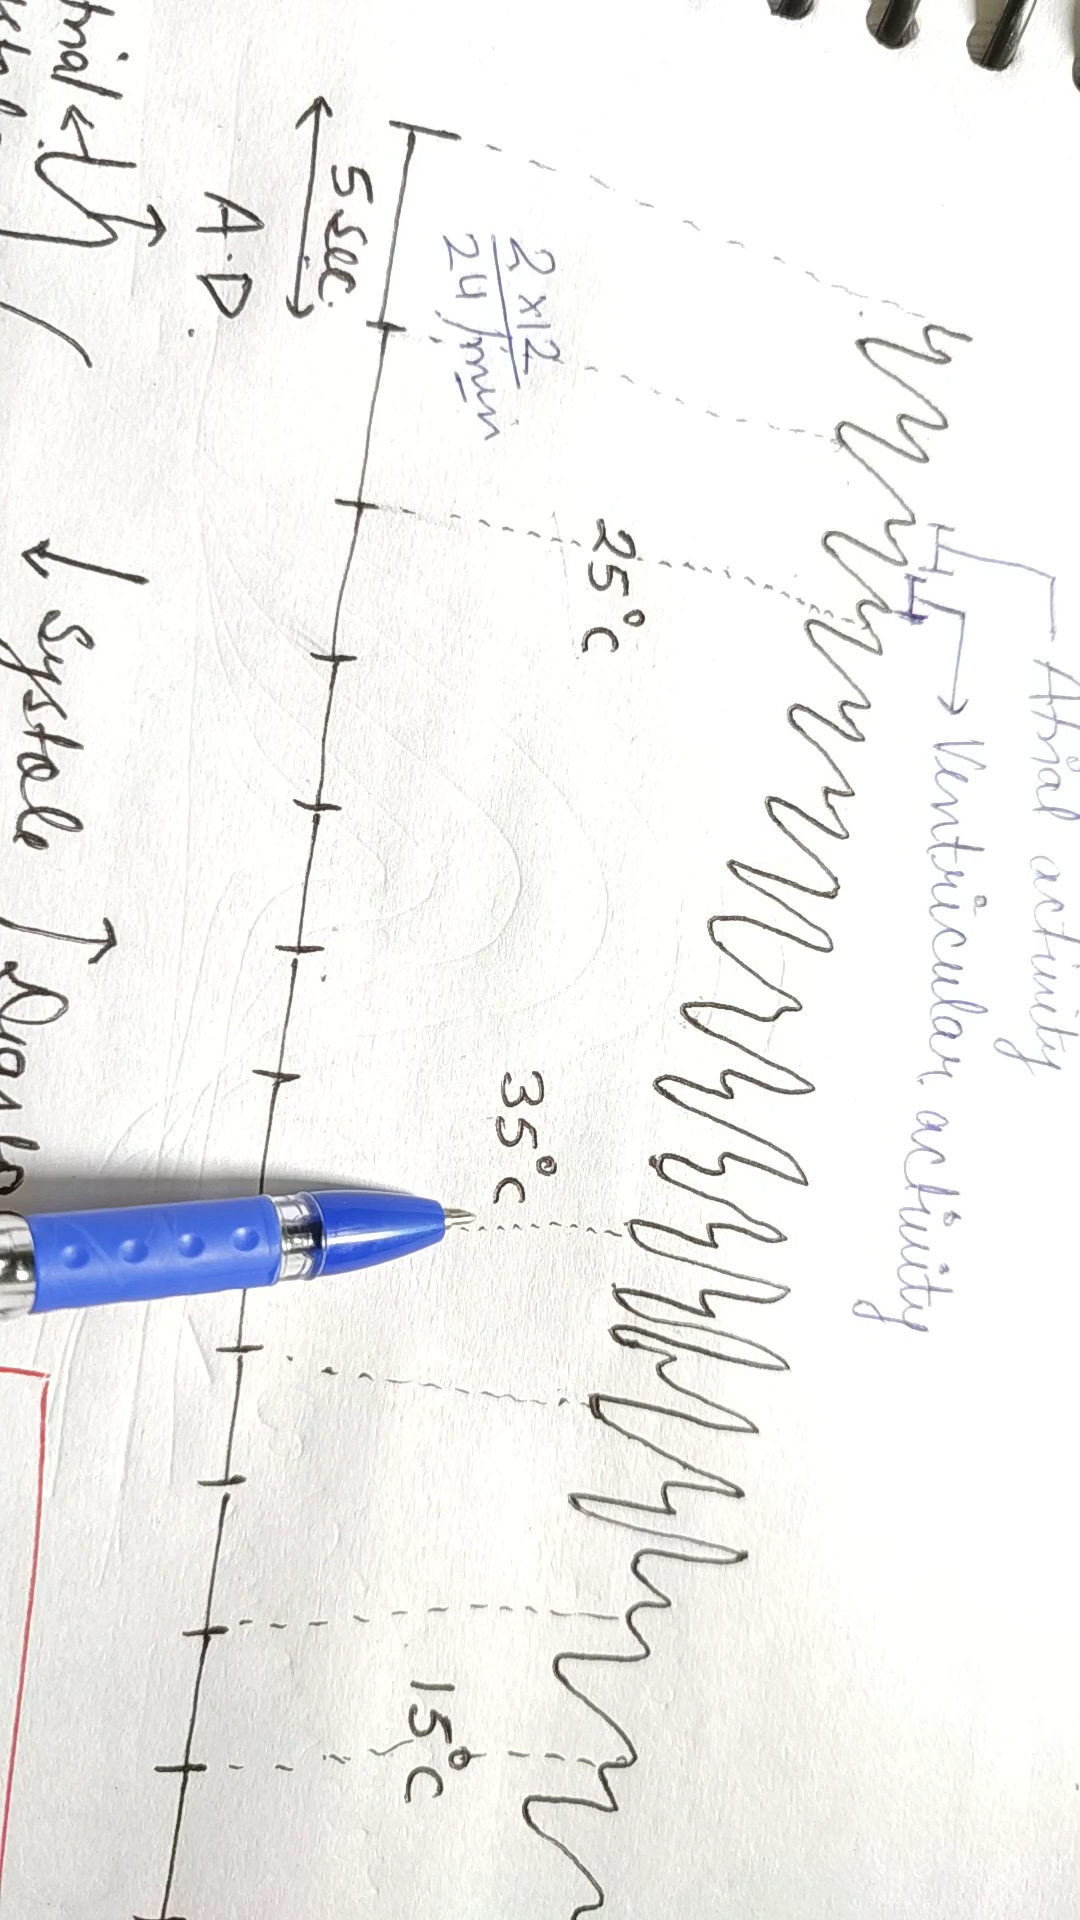 Atrial activity
Ventricular activity
25°C
35°C
15°C
2 x 12
24 / min
5 sec.
A.D
↓ Systole ↑